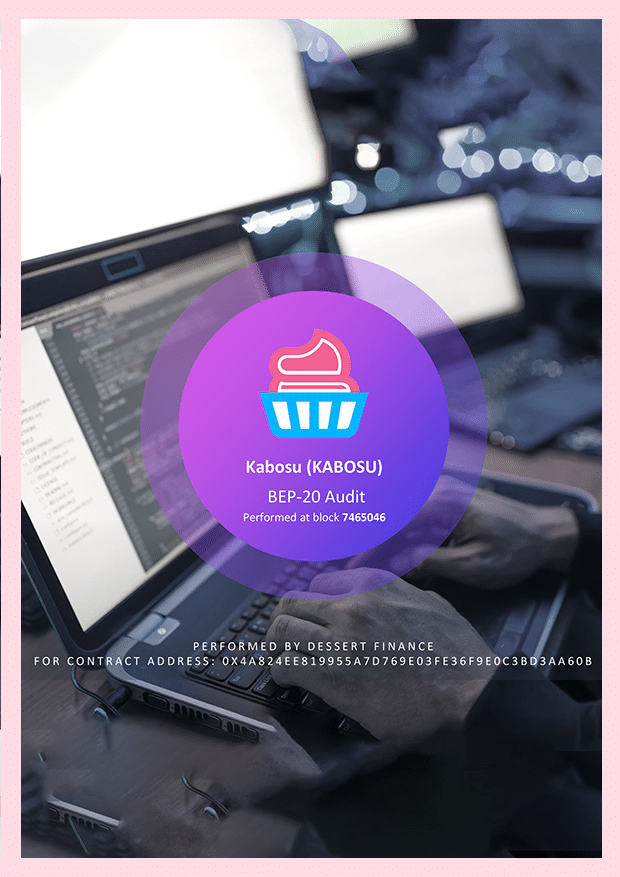 Kabosu (KABOSU)
BEP-20 Audit
Performed at block 7465046
PERFORMED BY DESSERT FINANCE
FOR CONTRACT ADDRESS: 0X4A824EE819955A7D769E03FE36F9E0C3BD3AA60B